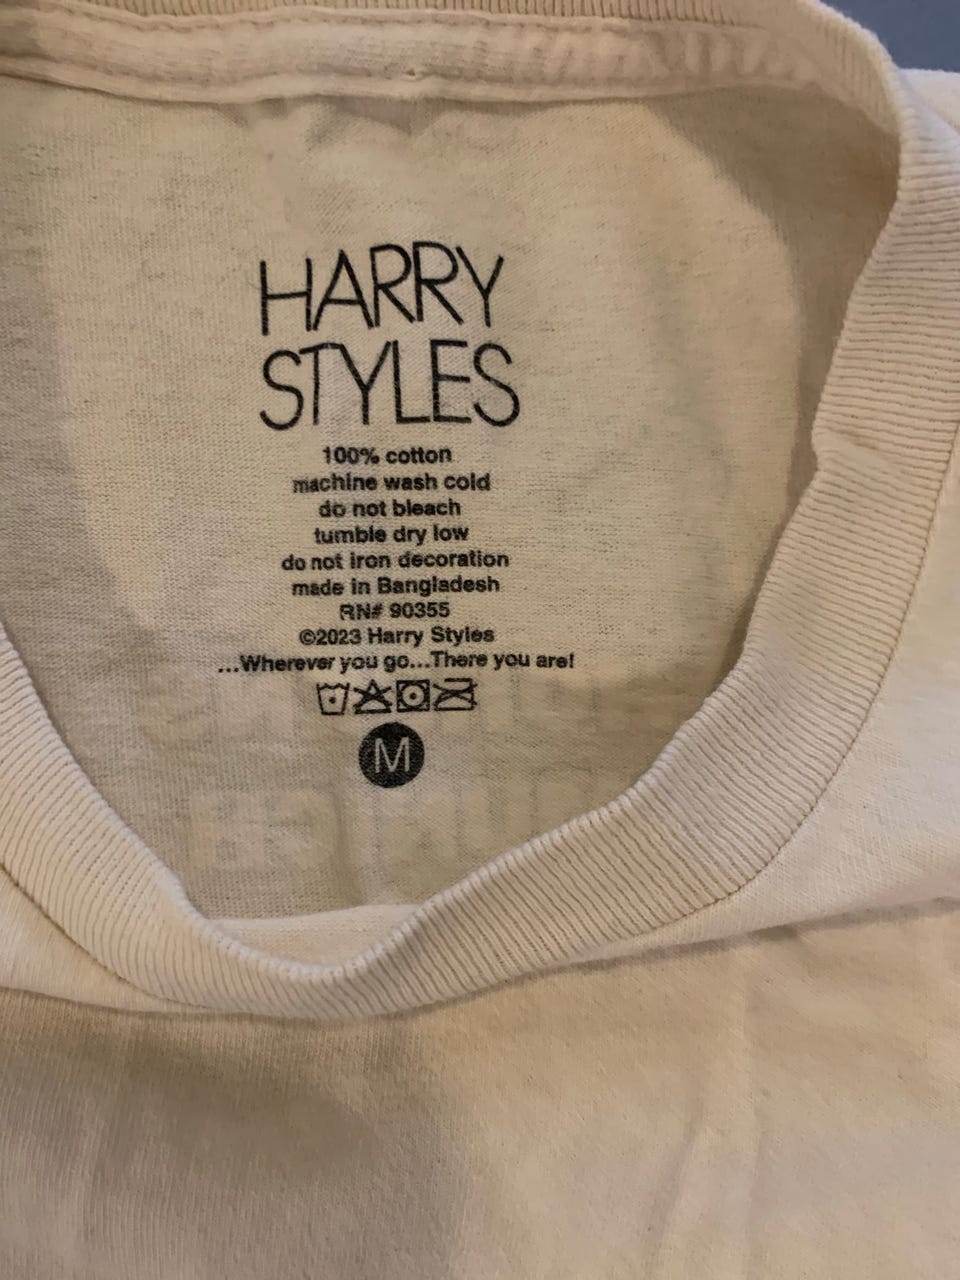 HARRY
STYLES
100% cotton
machine wash cold
do not bleach
tumble dry low
do not iron decoration
made in Bangladesh
RN# 90355
©2023 Harry Styles
...Wherever you go...There you are!
M